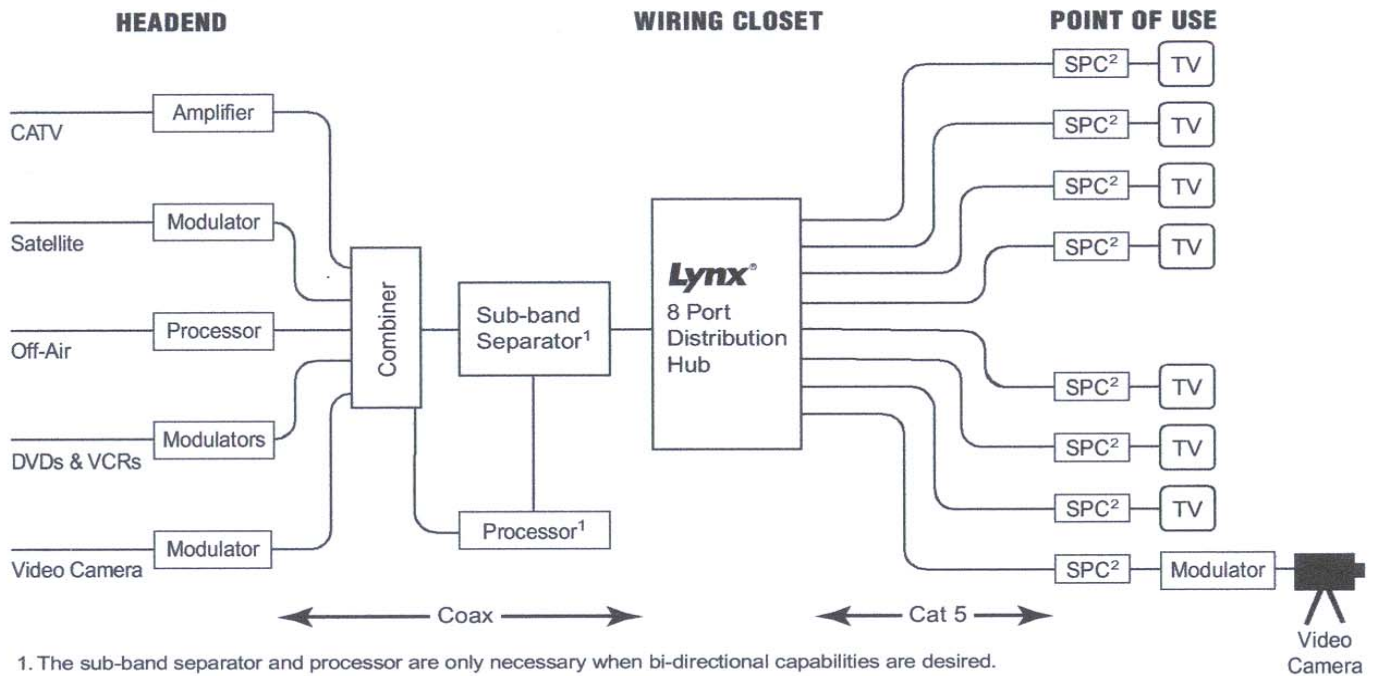 HEADEND
WIRING CLOSET
POINT OF USE
CATV
Amplifier
Satellite
Modulator
Off-Air
Processor
DVDs & VCRs
Modulators
Video Camera
Modulator
Combiner
Sub-band
Separator¹
Processor¹
Lynx®
8 Port
Distribution
Hub
SPC² TV
SPC² TV
SPC² TV
SPC² TV
SPC² TV
SPC² TV
SPC² TV
SPC² Modulator
Video
Camera
Coax
Cat 5
1. The sub-band separator and processor are only necessary when bi-directional capabilities are desired.